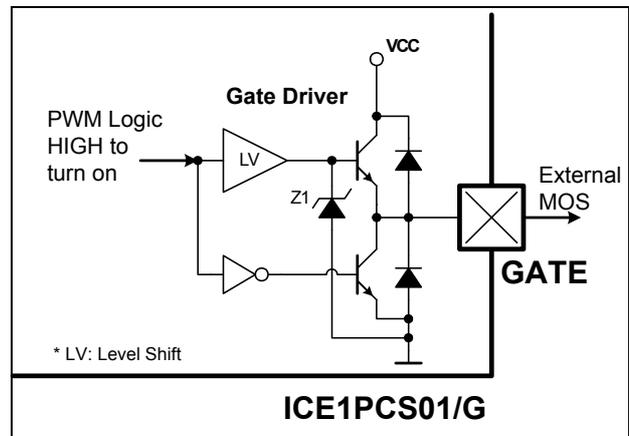 VCC
Gate Driver
PWM Logic
HIGH to
turn on
LV
Z1
External
MOS
GATE
* LV: Level Shift
ICE1PCS01/G